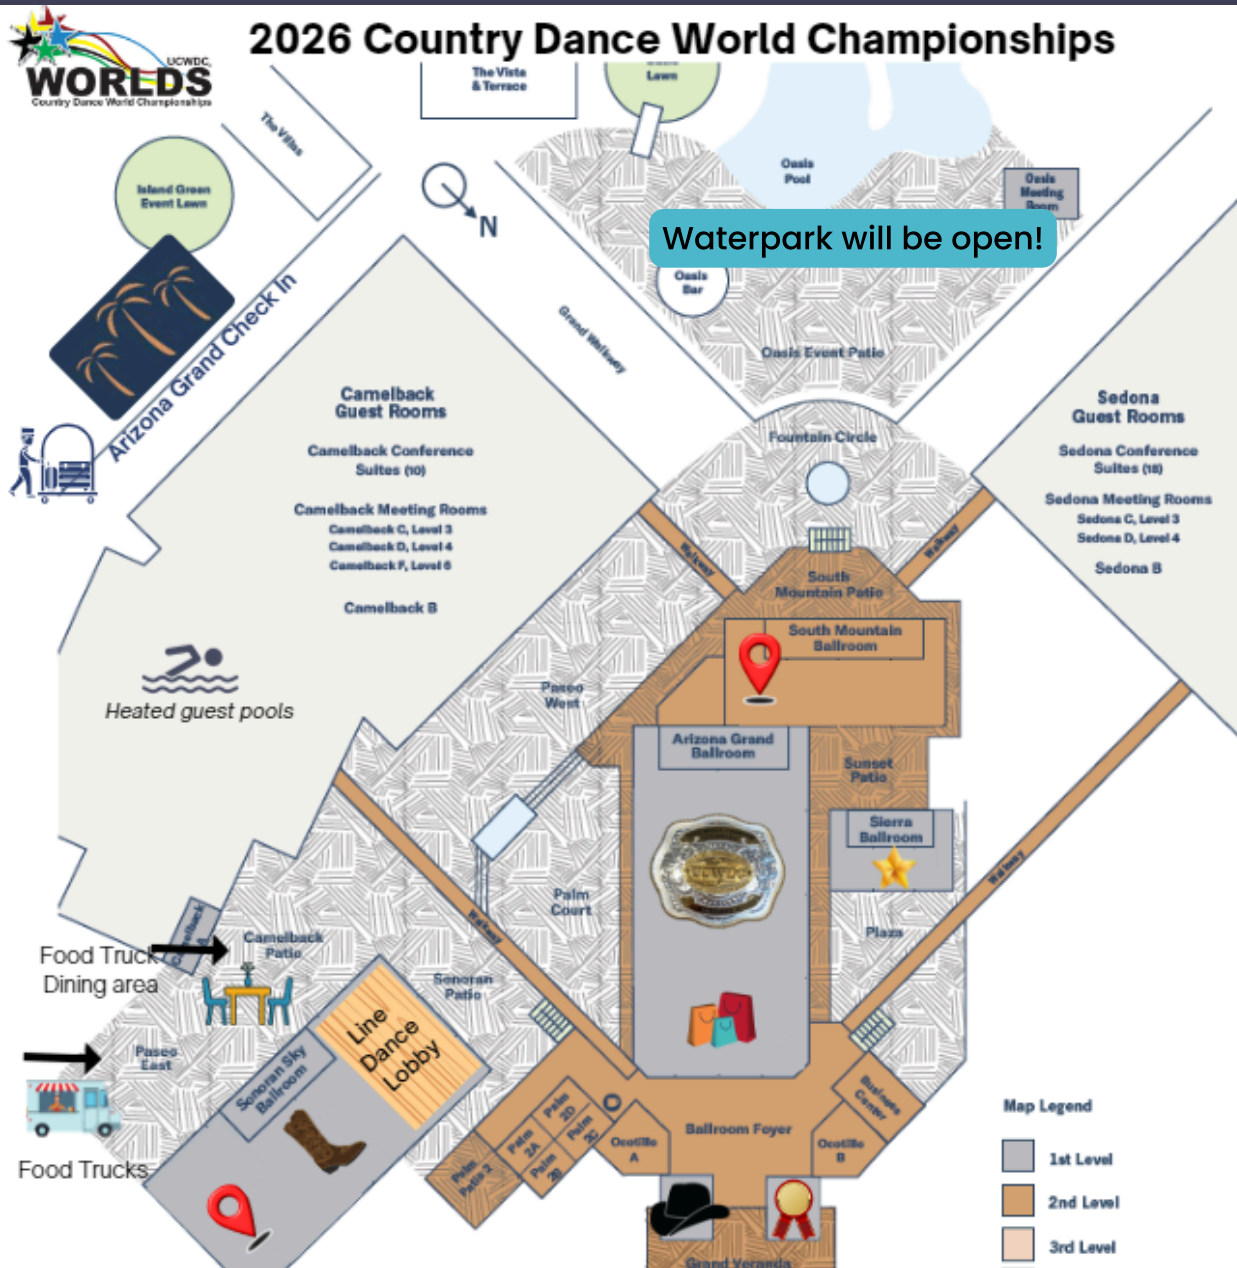 UCWDC
WORLDS
Country Dance World Championships
2026 Country Dance World Championships
The Vista
& Terrace
Lawn
The Villas
Island Green
Event Lawn
N
Oasis
Pool
Oasis
Meeting
Room
Waterpark will be open!
Oasis
Bar
Grand Walkway
Oasis Event Patio
Arizona Grand Check In
Camelback
Guest Rooms
Camelback Conference
Suites (10)
Camelback Meeting Rooms
Camelback C, Level 3
Camelback D, Level 4
Camelback F, Level 6
Camelback B
Sedona
Guest Rooms
Sedona Conference
Suites (18)
Sedona Meeting Rooms
Sedona C, Level 3
Sedona D, Level 4
Sedona B
Fountain Circle
Walkway
Walkway
South
Mountain Patio
South Mountain
Ballroom
Heated guest pools
Paseo
West
Arizona Grand
Ballroom
Sunset
Patio
Sierra
Ballroom
UCWDC
Walkway
Palm
Court
Walkway
Plaza
Camelback
A
Food Truck
Dining area
Camelback
Patio
Sonoran
Patio
Line
Dance
Lobby
Paseo
East
Sonoran Sky
Ballroom
Food Trucks
Palm
2D
Palm
2C
Palm
2A
Palm
2B
Palm
Patio 2
Ocotillo
A
Ballroom Foyer
Ocotillo
B
Business
Center
Grand Veranda
Map Legend
1st Level
2nd Level
3rd Level